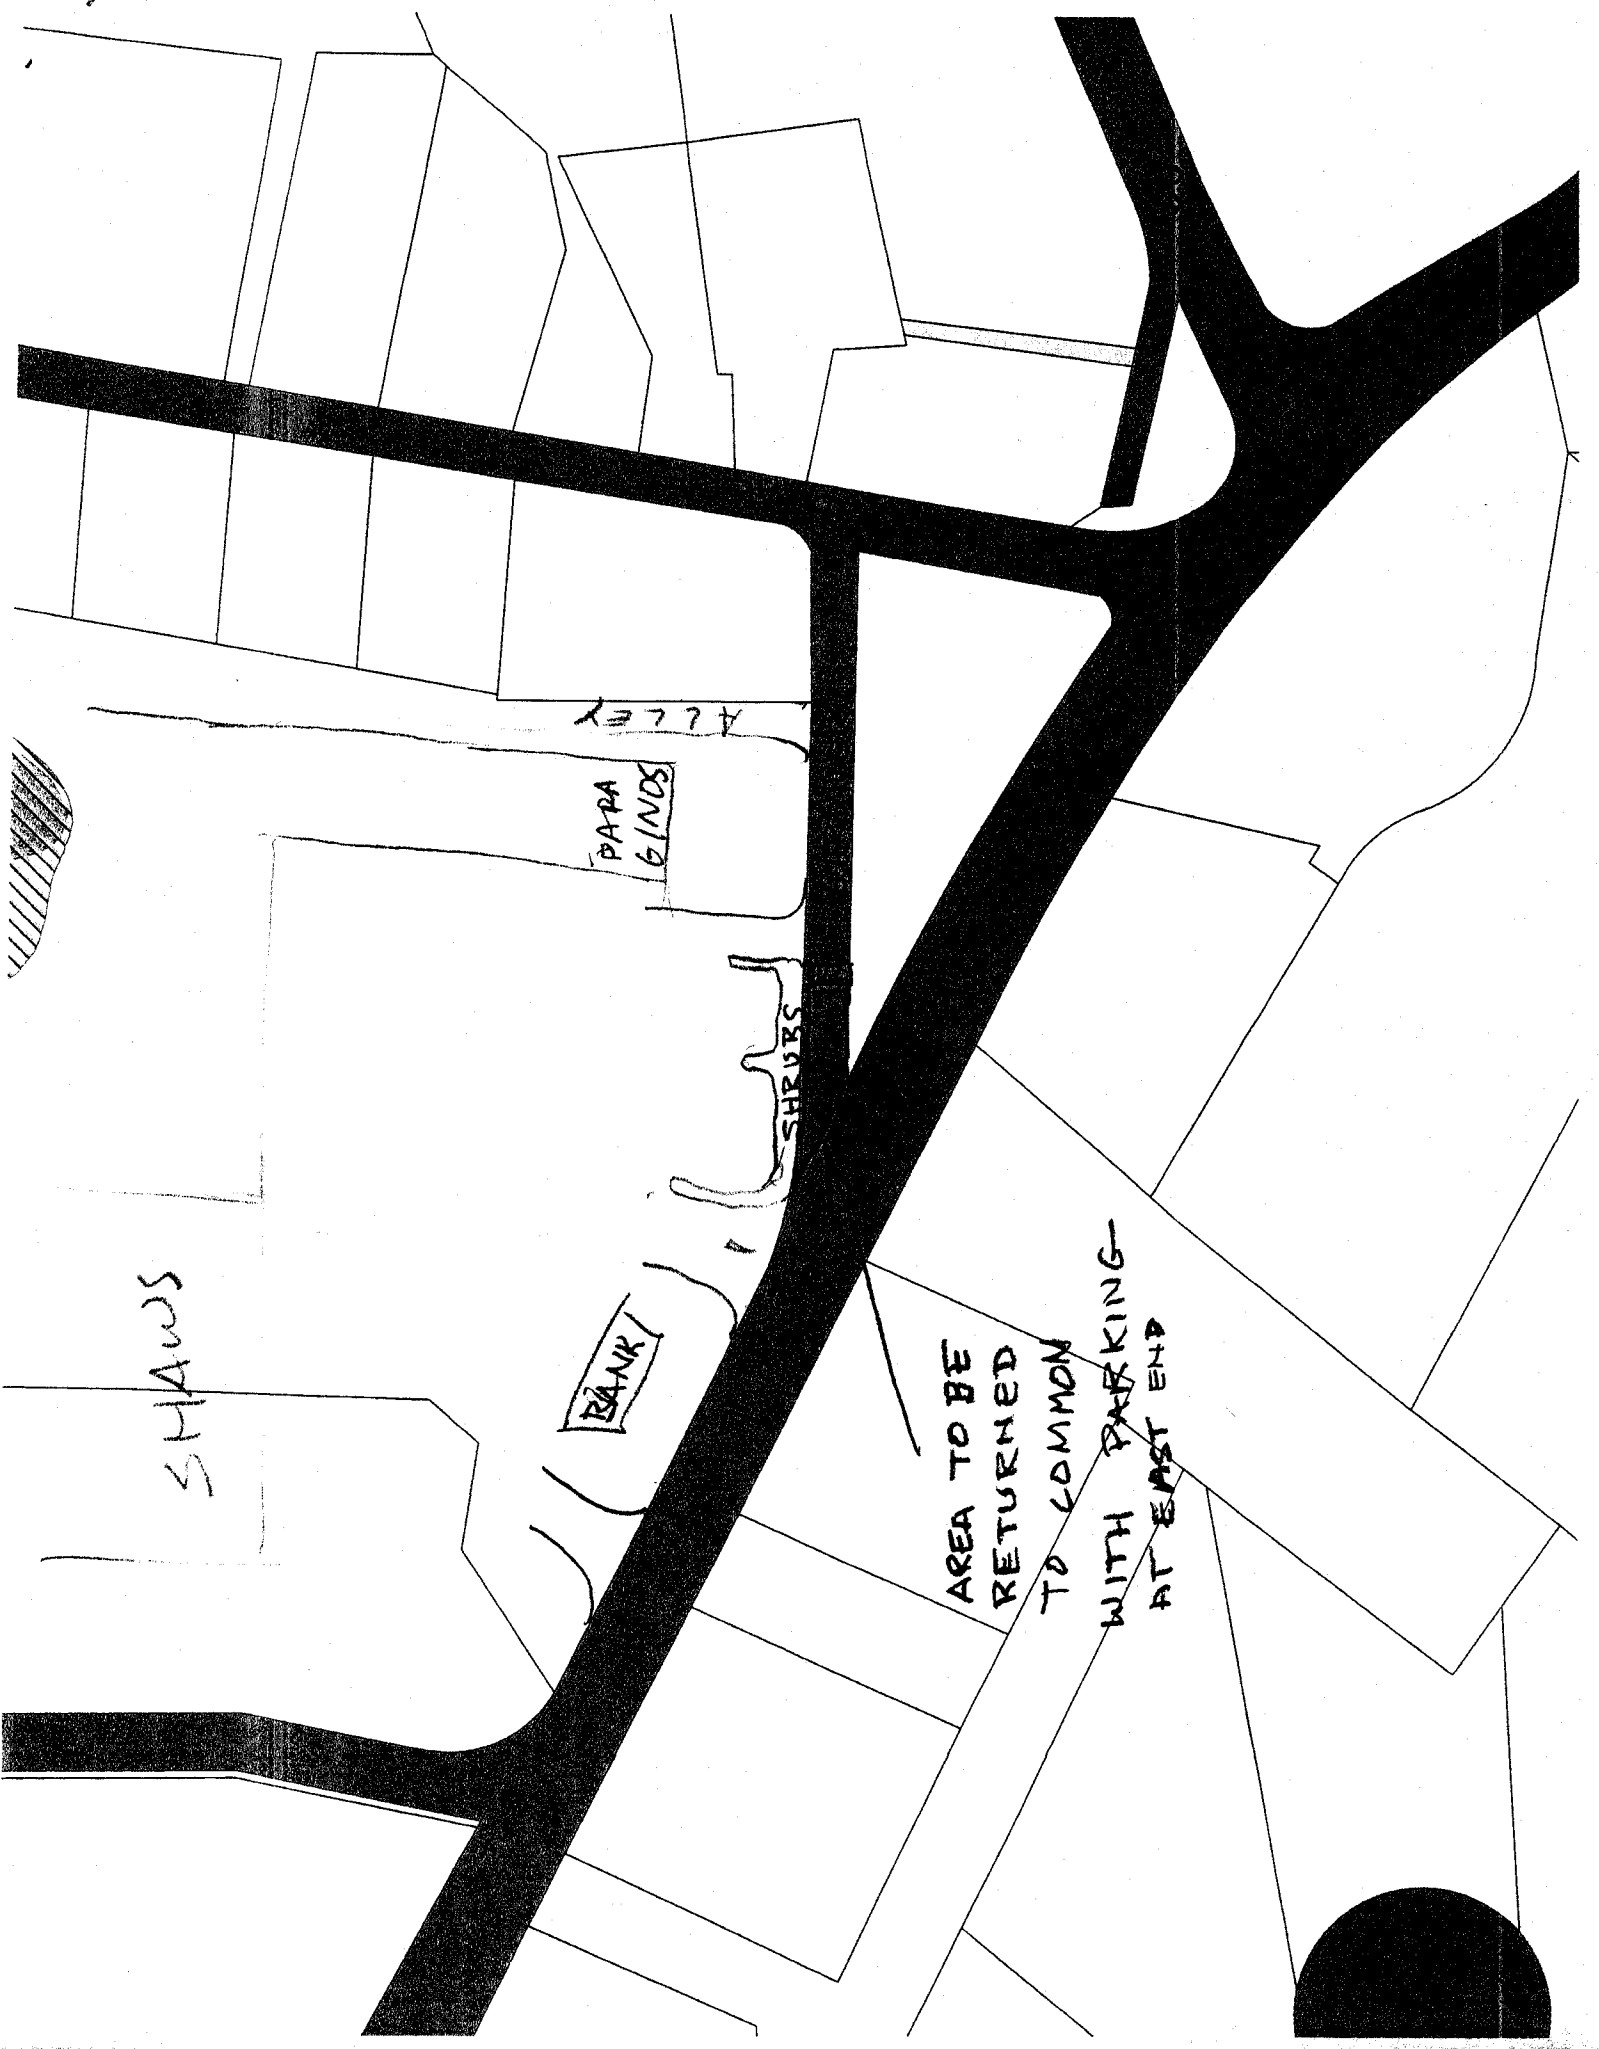 ALLEY
PARA
GINOS
SHRUBS
SHAWS
BANK
AREA TO BE
RETURNED
TO COMMON
WITH PARKING
AT EAST END